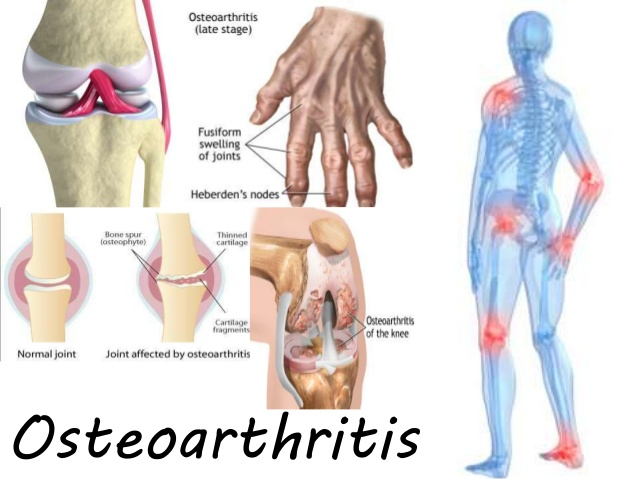 Osteoarthritis
(late stage)
Fusiform
swelling
of joints
Heberden's nodes
Bone spur
(osteophyte)
Thinned
cartilage
Cartilage
fragments
Normal joint
Joint affected by osteoarthritis
Osteoarthritis
of the knee
Osteoarthritis